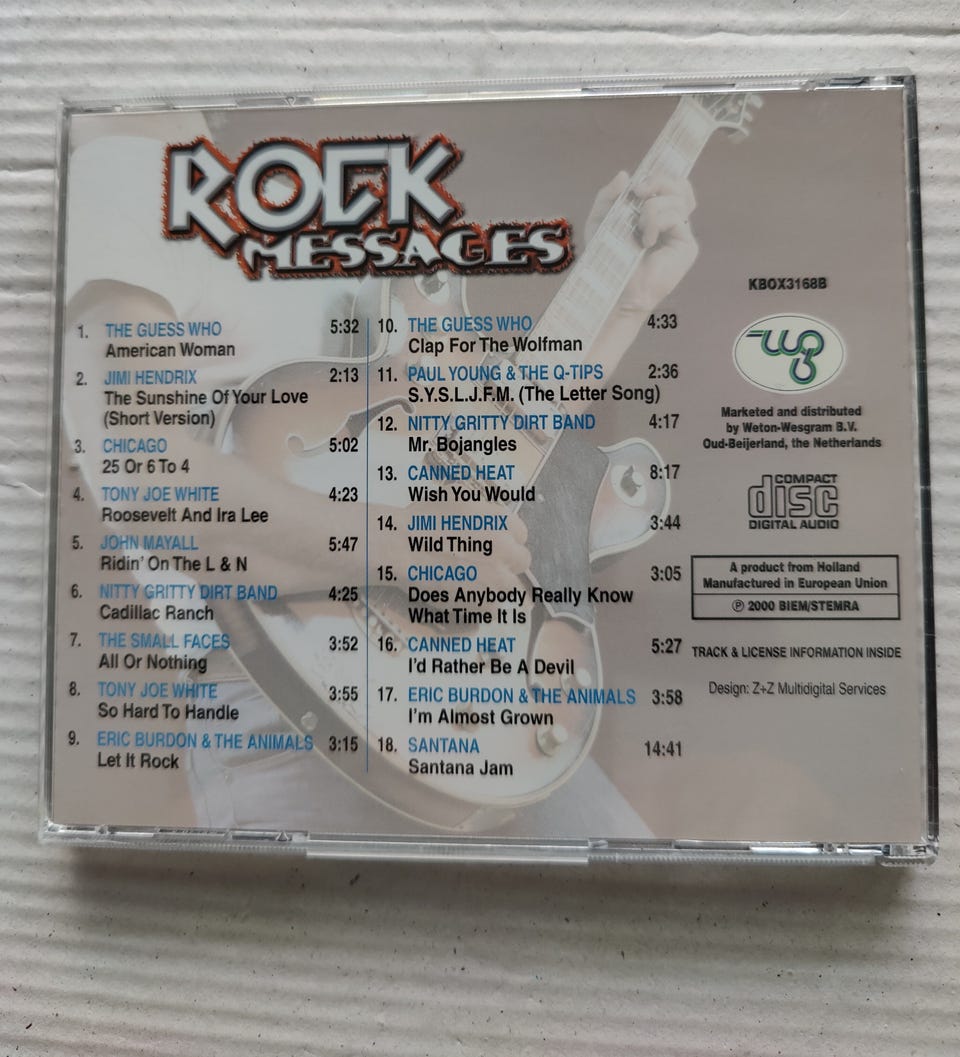 ROCK
MESSAGES
1. THE GUESS WHO 5:32
American Woman
2. JIMI HENDRIX 2:13
The Sunshine Of Your Love
(Short Version)
3. CHICAGO 5:02
25 Or 6 To 4
4. TONY JOE WHITE 4:23
Roosevelt And Ira Lee
5. JOHN MAYALL 5:47
Ridin' On The L & N
6. NITTY GRITTY DIRT BAND 4:25
Cadillac Ranch
7. THE SMALL FACES 3:52
All Or Nothing
8. TONY JOE WHITE 3:55
So Hard To Handle
9. ERIC BURDON & THE ANIMALS 3:15
Let It Rock
10. THE GUESS WHO 4:33
Clap For The Wolfman
11. PAUL YOUNG & THE Q-TIPS 2:36
S.Y.S.L.J.F.M. (The Letter Song)
12. NITTY GRITTY DIRT BAND 4:17
Mr. Bojangles
13. CANNED HEAT 8:17
Wish You Would
14. JIMI HENDRIX 3:44
Wild Thing
15. CHICAGO 3:05
Does Anybody Really Know
What Time It Is
16. CANNED HEAT 5:27
I'd Rather Be A Devil
17. ERIC BURDON & THE ANIMALS 3:58
I'm Almost Grown
18. SANTANA 14:41
Santana Jam
KBOX3168B
Marketed and distributed
by Weton-Wesgram B.V.
Oud-Beijerland, the Netherlands
COMPACT
disc
DIGITAL AUDIO
A product from Holland
Manufactured in European Union
℗ 2000 BIEM/STEMRA
TRACK & LICENSE INFORMATION INSIDE
Design: Z+Z Multidigital Services